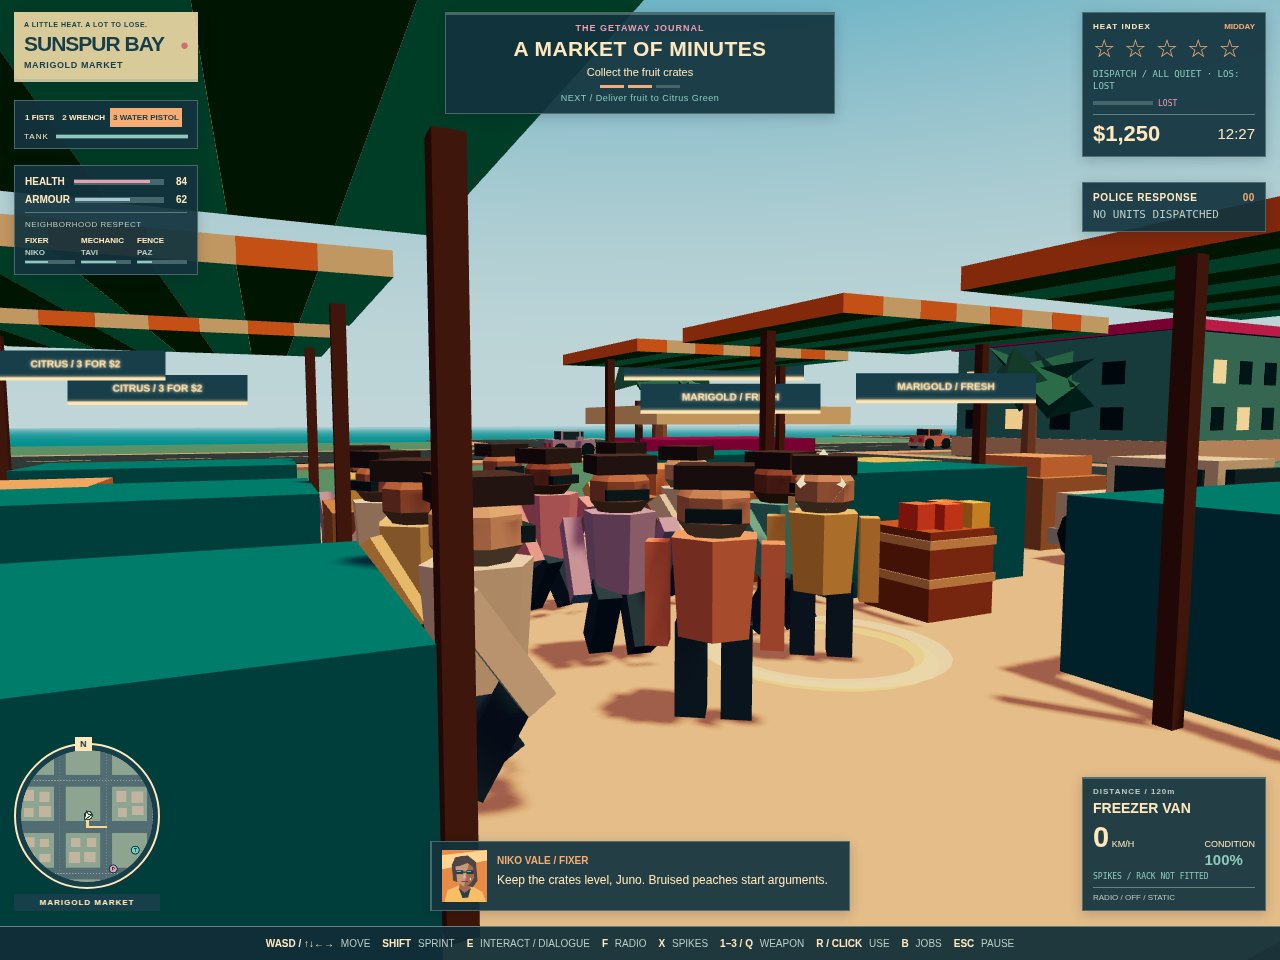 A LITTLE HEAT. A LOT TO LOSE.
SUNSPUR BAY
MARIGOLD MARKET
1 FISTS 2 WRENCH 3 WATER PISTOL
TANK
HEALTH 84
ARMOUR 62
NEIGHBORHOOD RESPECT
FIXER MECHANIC FENCE
NIKO TAVI PAZ
THE GETAWAY JOURNAL
A MARKET OF MINUTES
Collect the fruit crates
NEXT / Deliver fruit to Citrus Green
HEAT INDEX MIDDAY
DISPATCH / ALL QUIET · LOS:
LOST
LOST
$1,250 12:27
POLICE RESPONSE 00
NO UNITS DISPATCHED
CITRUS / 3 FOR $2
CITRUS / 3 FOR $2
MARIGOLD / FRESH
MARIGOLD / FRESH
N
MARIGOLD MARKET
NIKO VALE / FIXER
Keep the crates level, Juno. Bruised peaches start arguments.
DISTANCE / 120m
FREEZER VAN
0 KM/H
CONDITION
100%
SPIKES / RACK NOT FITTED
RADIO / OFF / STATIC
WASD / ↑↓←→ MOVE SHIFT SPRINT E INTERACT / DIALOGUE F RADIO X SPIKES 1–3 / Q WEAPON R / CLICK USE B JOBS ESC PAUSE